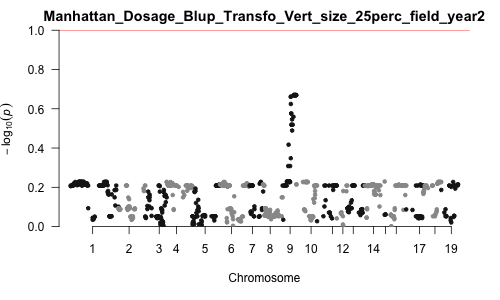 Manhattan_Dosage_Blup_Transfo_Vert_size_25perc_field_year2
1.0
0.8
0.6
0.4
0.2
0.0
− log₁₀(p)
1 2 3 4 5 6 7 8 9 10 12 14 17 19
Chromosome